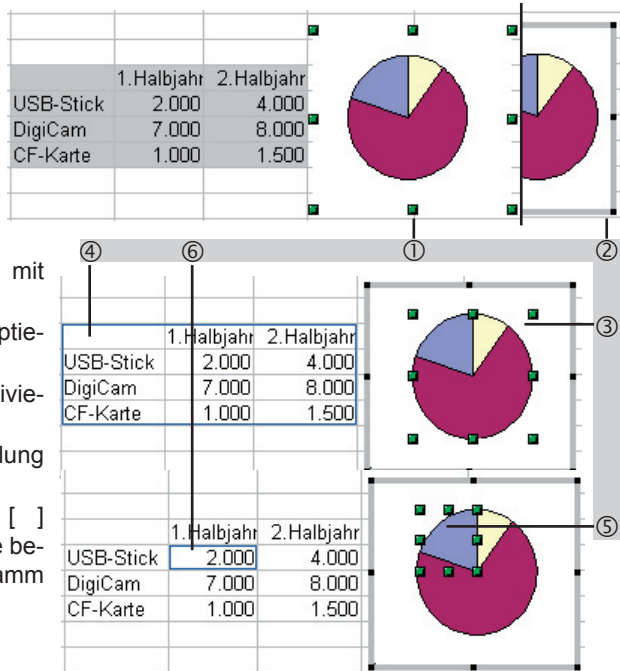 1.Halbjahr 2.Halbjahr
USB-Stick 2.000 4.000
DigiCam 7.000 8.000
CF-Karte 1.000 1.500
④ ⑥ ① ②
mit
ptie-
ivie-
lung
[ ]
e be-
amm
1.Halbjahr 2.Halbjahr
USB-Stick 2.000 4.000
DigiCam 7.000 8.000
CF-Karte 1.000 1.500
③
1.Halbjahr 2.Halbjahr
USB-Stick 2.000 4.000
DigiCam 7.000 8.000
CF-Karte 1.000 1.500
⑤